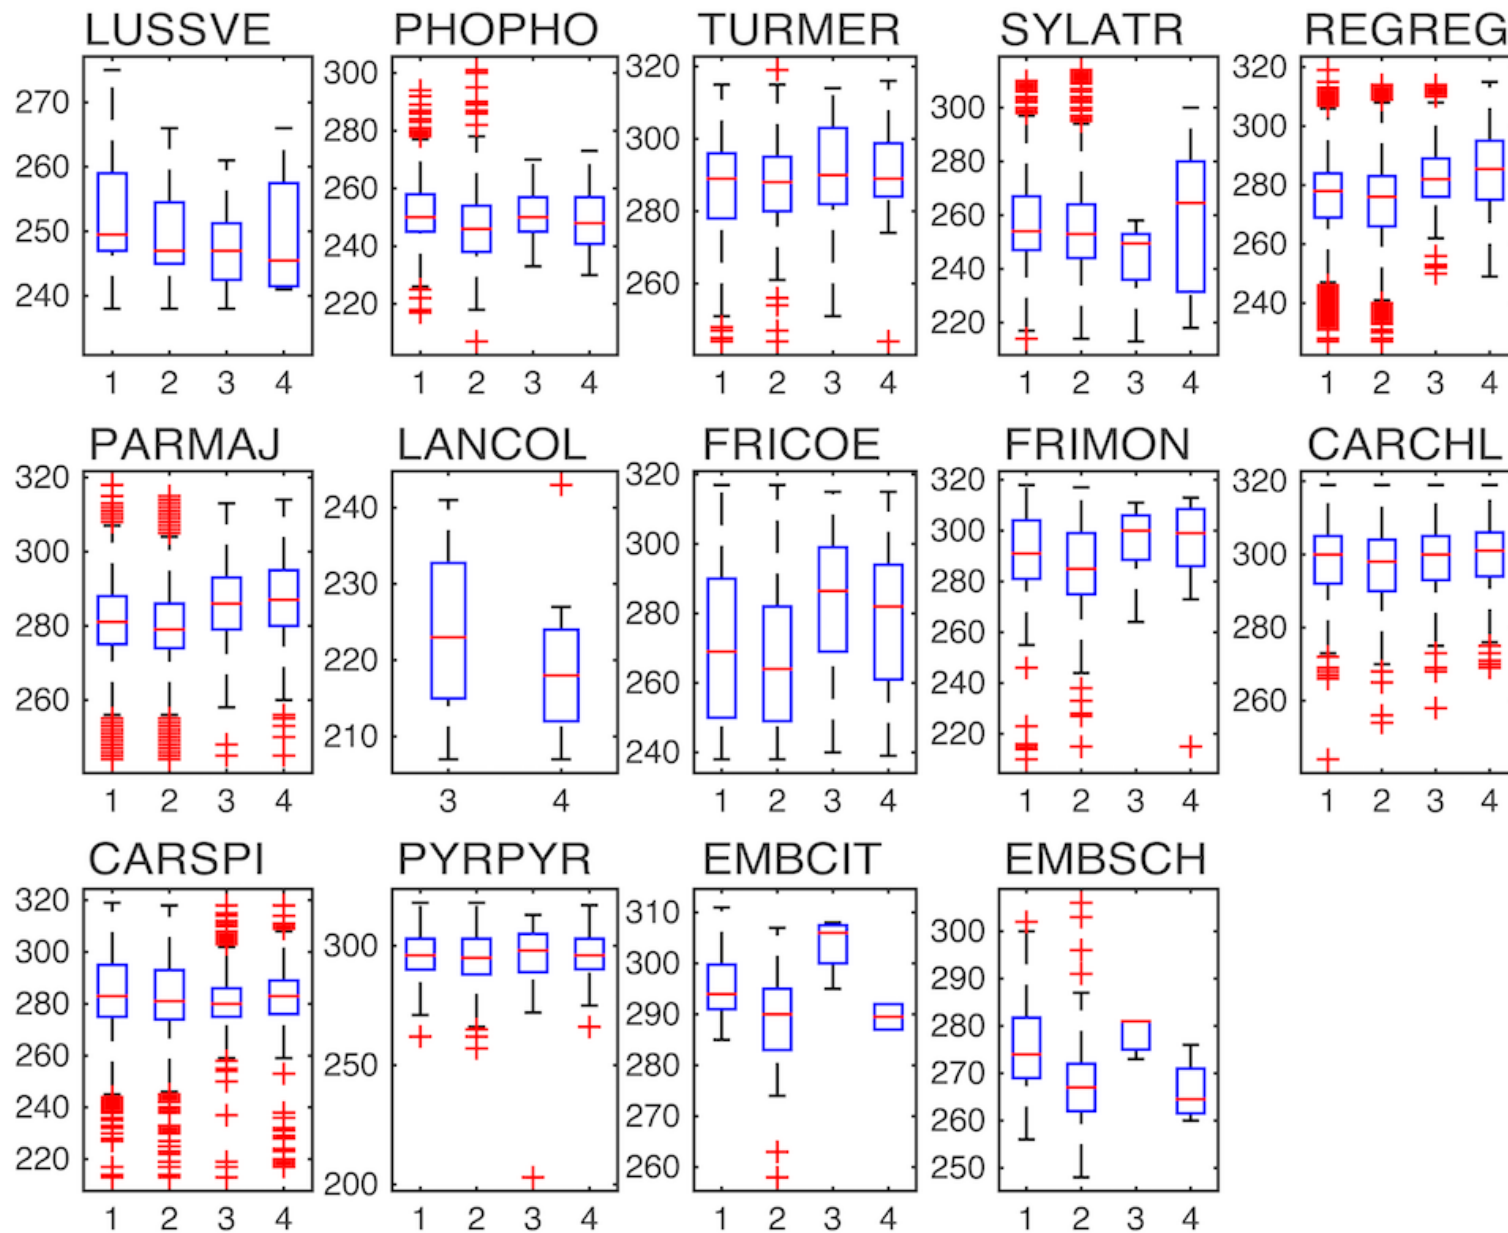 LUSSVE PHOPHO TURMER SYLATR REGREG
270 260 250 240
300 280 260 240 220
320 300 280 260
300 280 260 240 220
320 300 280 260 240
1 2 3 4 1 2 3 4 1 2 3 4 1 2 3 4 1 2 3 4
PARMAJ LANCOL FRICOE FRIMON CARCHL
320 300 280 260
240 230 220 210
320 300 280 260 240
320 300 280 260 240 220
320 300 280 260
1 2 3 4 3 4 1 2 3 4 1 2 3 4 1 2 3 4
CARSPI PYRPYR EMBCIT EMBSCH
320 300 280 260 240 220
300 250 200
310 300 290 280 270 260
300 290 280 270 260 250
1 2 3 4 1 2 3 4 1 2 3 4 1 2 3 4